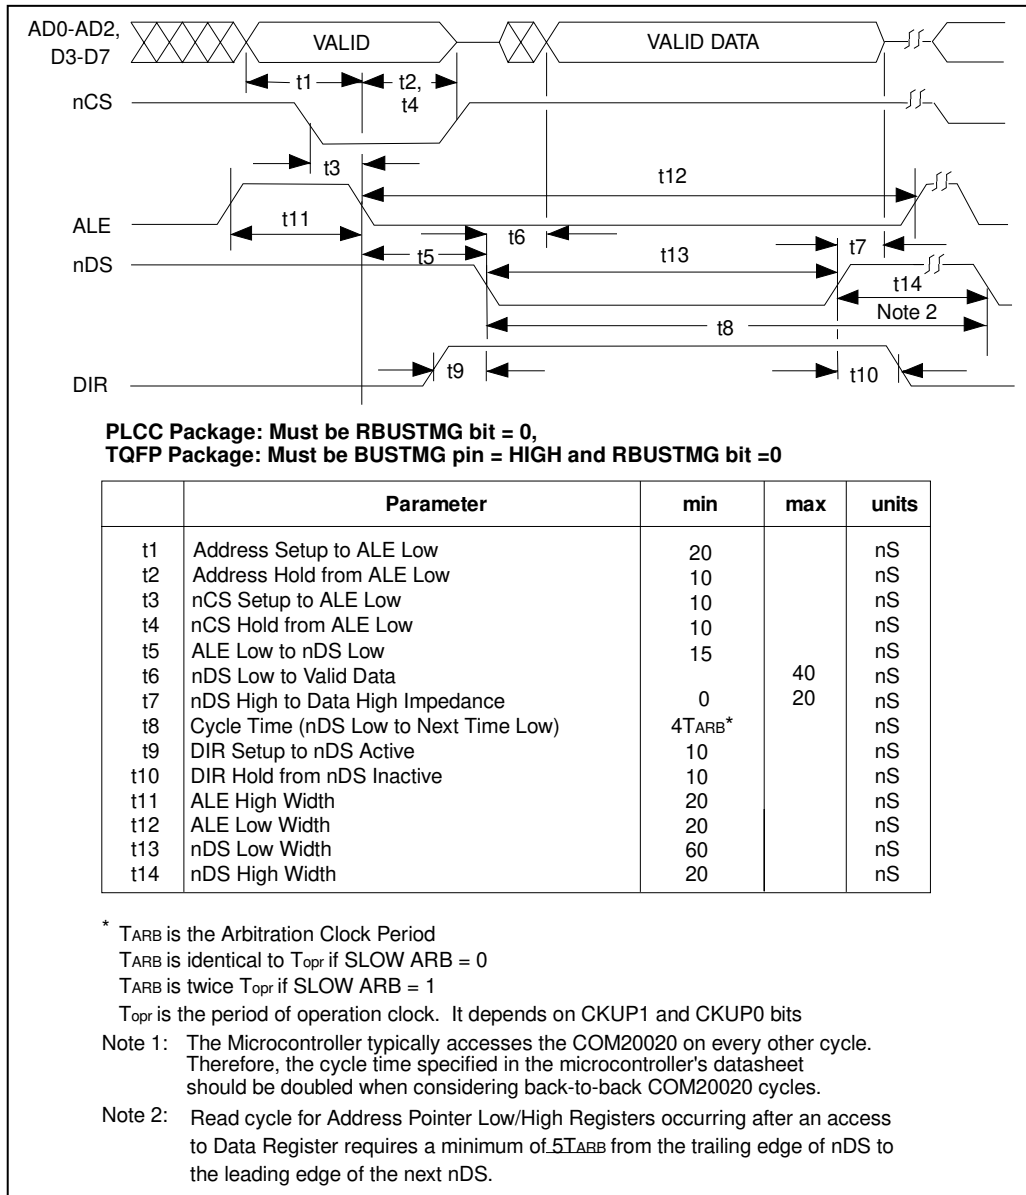 AD0-AD2,
D3-D7
VALID
VALID DATA
t1
t2,
t4
nCS
t3
t12
ALE
t11
t6
t7
nDS
t5
t13
t14
Note 2
t8
DIR
t9
t10
PLCC Package: Must be RBUSTMG bit = 0,
TQFP Package: Must be BUSTMG pin = HIGH and RBUSTMG bit =0
Parameter min max units
t1 Address Setup to ALE Low 20 nS
t2 Address Hold from ALE Low 10 nS
t3 nCS Setup to ALE Low 10 nS
t4 nCS Hold from ALE Low 10 nS
t5 ALE Low to nDS Low 15 nS
t6 nDS Low to Valid Data 40 nS
t7 nDS High to Data High Impedance 0 20 nS
t8 Cycle Time (nDS Low to Next Time Low) 4TARB* nS
t9 DIR Setup to nDS Active 10 nS
t10 DIR Hold from nDS Inactive 10 nS
t11 ALE High Width 20 nS
t12 ALE Low Width 20 nS
t13 nDS Low Width 60 nS
t14 nDS High Width 20 nS
* TARB is the Arbitration Clock Period
TARB is identical to Topr if SLOW ARB = 0
TARB is twice Topr if SLOW ARB = 1
Topr is the period of operation clock. It depends on CKUP1 and CKUP0 bits
Note 1: The Microcontroller typically accesses the COM20020 on every other cycle.
Therefore, the cycle time specified in the microcontroller's datasheet
should be doubled when considering back-to-back COM20020 cycles.
Note 2: Read cycle for Address Pointer Low/High Registers occurring after an access
to Data Register requires a minimum of 5TARB from the trailing edge of nDS to
the leading edge of the next nDS.